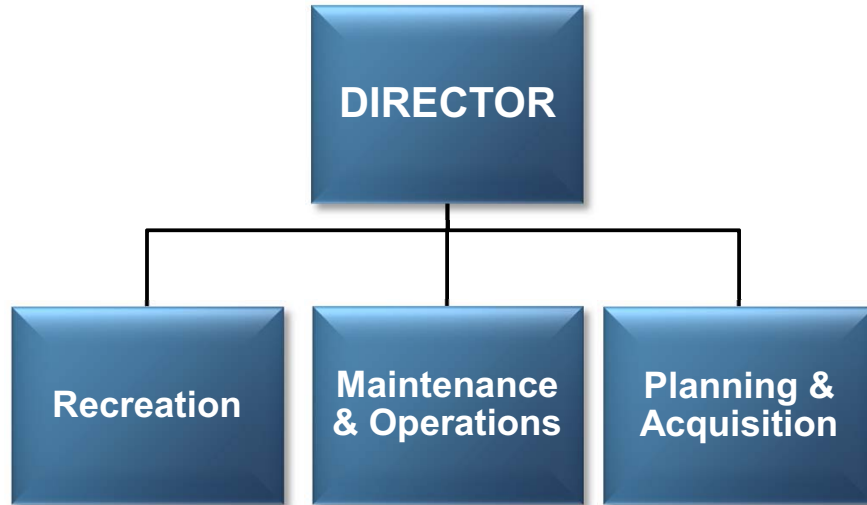 DIRECTOR
Recreation
Maintenance
& Operations
Planning &
Acquisition